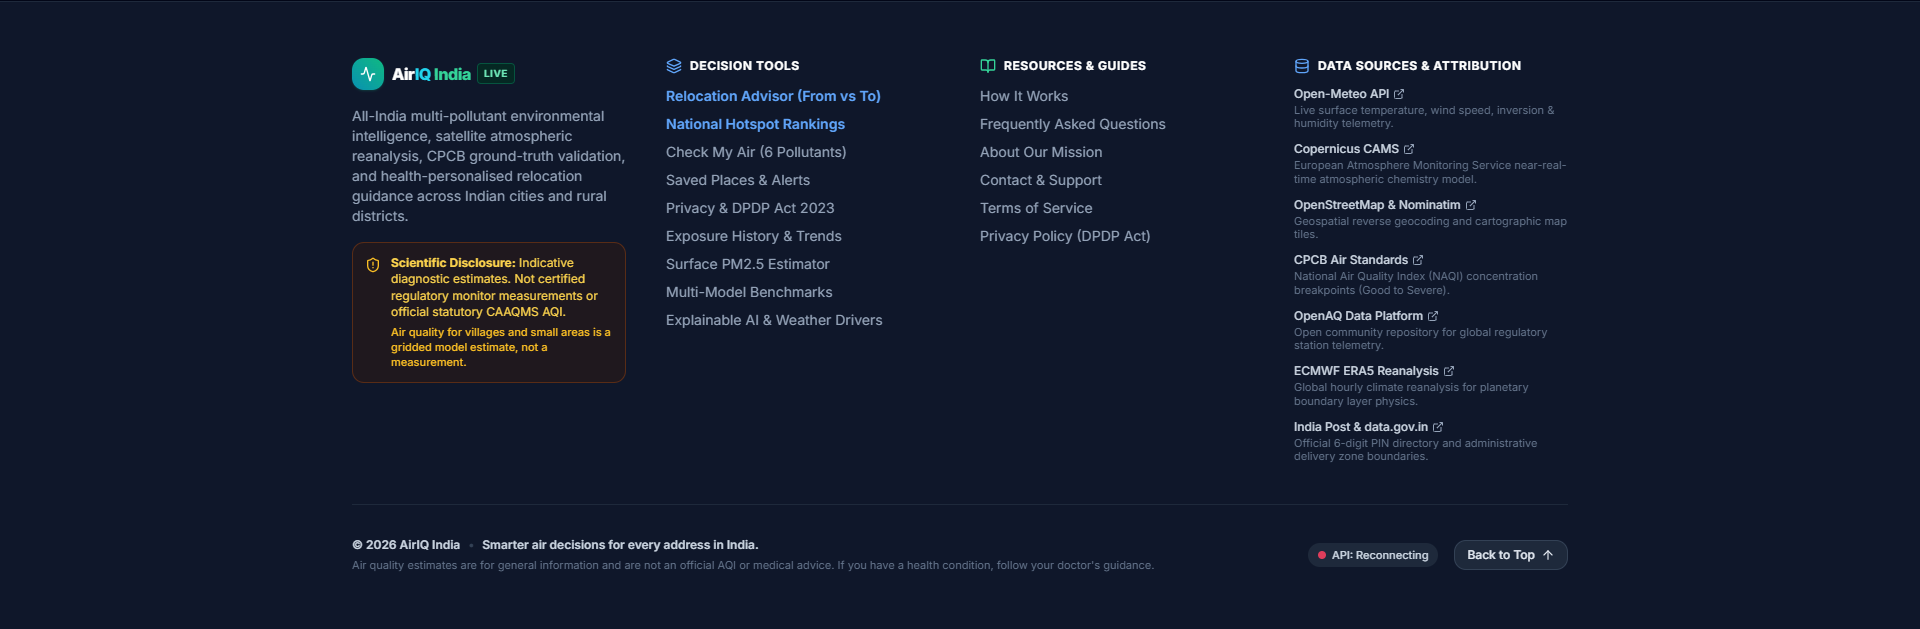 AirIQ India LIVE
All-India multi-pollutant environmental
intelligence, satellite atmospheric
reanalysis, CPCB ground-truth validation,
and health-personalised relocation
guidance across Indian cities and rural
districts.
Scientific Disclosure: Indicative
diagnostic estimates. Not certified
regulatory monitor measurements or
official statutory CAAQMS AQI.
Air quality for villages and small areas is a
gridded model estimate, not a
measurement.
DECISION TOOLS
Relocation Advisor (From vs To)
National Hotspot Rankings
Check My Air (6 Pollutants)
Saved Places & Alerts
Privacy & DPDP Act 2023
Exposure History & Trends
Surface PM2.5 Estimator
Multi-Model Benchmarks
Explainable AI & Weather Drivers
RESOURCES & GUIDES
How It Works
Frequently Asked Questions
About Our Mission
Contact & Support
Terms of Service
Privacy Policy (DPDP Act)
DATA SOURCES & ATTRIBUTION
Open-Meteo API
Live surface temperature, wind speed, inversion &
humidity telemetry.
Copernicus CAMS
European Atmosphere Monitoring Service near-real-
time atmospheric chemistry model.
OpenStreetMap & Nominatim
Geospatial reverse geocoding and cartographic map
tiles.
CPCB Air Standards
National Air Quality Index (NAQI) concentration
breakpoints (Good to Severe).
OpenAQ Data Platform
Open community repository for global regulatory
station telemetry.
ECMWF ERA5 Reanalysis
Global hourly climate reanalysis for planetary
boundary layer physics.
India Post & data.gov.in
Official 6-digit PIN directory and administrative
delivery zone boundaries.
© 2026 AirIQ India • Smarter air decisions for every address in India.
Air quality estimates are for general information and are not an official AQI or medical advice. If you have a health condition, follow your doctor's guidance.
API: Reconnecting
Back to Top ↑